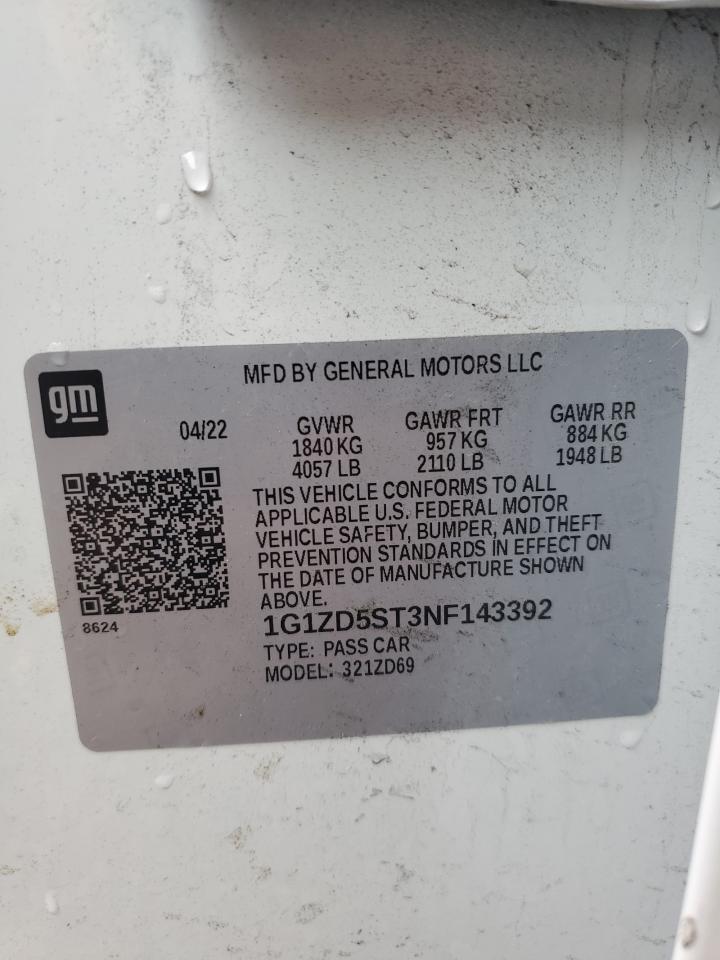 MFD BY GENERAL MOTORS LLC
gm
04/22
GVWR
1840 KG
4057 LB
GAWR FRT
957 KG
2110 LB
GAWR RR
884 KG
1948 LB
THIS VEHICLE CONFORMS TO ALL
APPLICABLE U.S. FEDERAL MOTOR
VEHICLE SAFETY, BUMPER, AND THEFT
PREVENTION STANDARDS IN EFFECT ON
THE DATE OF MANUFACTURE SHOWN
ABOVE.
8624
1G1ZD5ST3NF143392
TYPE: PASS CAR
MODEL: 321ZD69